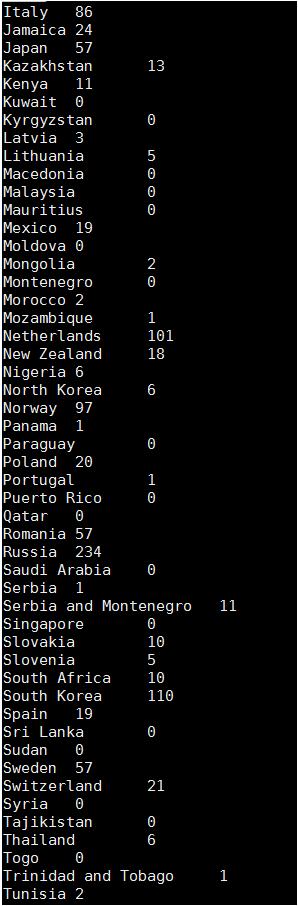 Italy	86
Jamaica	24
Japan	57
Kazakhstan	13
Kenya	11
Kuwait	0
Kyrgyzstan	0
Latvia	3
Lithuania	5
Macedonia	0
Malaysia	0
Mauritius	0
Mexico	19
Moldova	0
Mongolia	2
Montenegro	0
Morocco	2
Mozambique	1
Netherlands	101
New Zealand	18
Nigeria	6
North Korea	6
Norway	97
Panama	1
Paraguay	0
Poland	20
Portugal	1
Puerto Rico	0
Qatar	0
Romania	57
Russia	234
Saudi Arabia	0
Serbia	1
Serbia and Montenegro	11
Singapore	0
Slovakia	10
Slovenia	5
South Africa	10
South Korea	110
Spain	19
Sri Lanka	0
Sudan	0
Sweden	57
Switzerland	21
Syria	0
Tajikistan	0
Thailand	6
Togo	0
Trinidad and Tobago	1
Tunisia	2